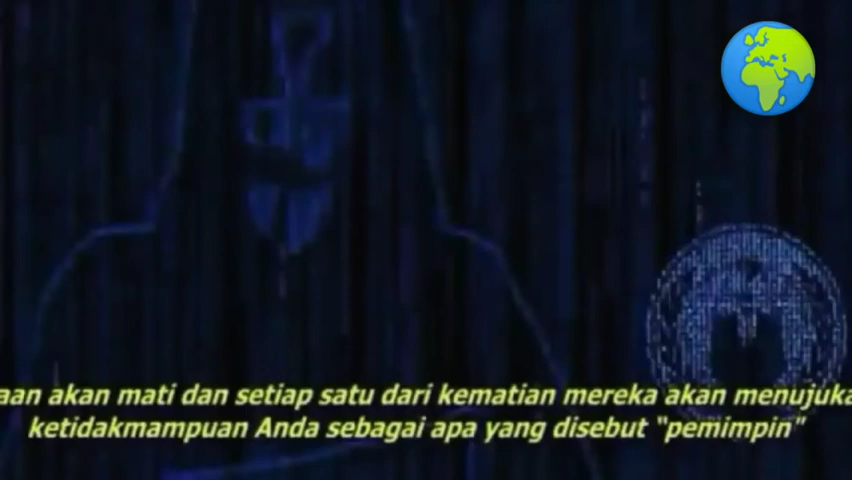 aan akan mati dan setiap satu dari kematian mereka akan menujuka
ketidakmampuan Anda sebagai apa yang disebut “pemimpin”